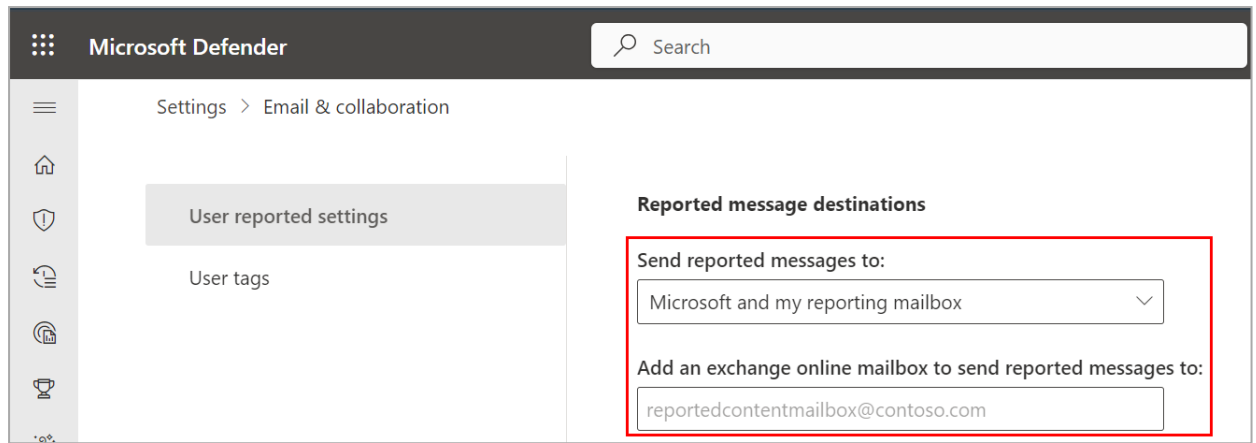 Microsoft Defender
Search
Settings > Email & collaboration
User reported settings
User tags
Reported message destinations
Send reported messages to:
Microsoft and my reporting mailbox
Add an exchange online mailbox to send reported messages to:
reportedcontentmailbox@contoso.com